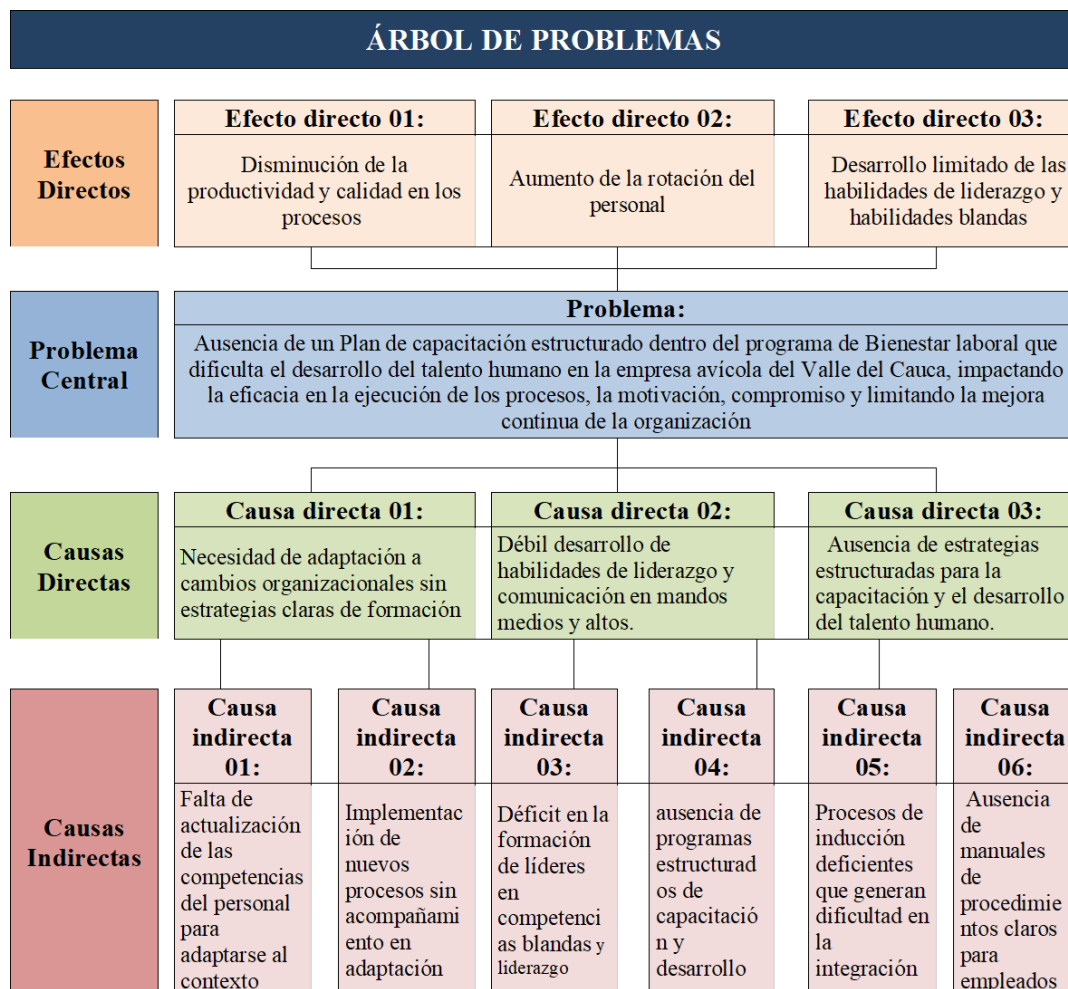 ÁRBOL DE PROBLEMAS
Efectos
Directos
Efecto directo 01:
Disminución de la
productividad y calidad en los
procesos
Efecto directo 02:
Aumento de la rotación del
personal
Efecto directo 03:
Desarrollo limitado de las
habilidades de liderazgo y
habilidades blandas
Problema
Central
Problema:
Ausencia de un Plan de capacitación estructurado dentro del programa de Bienestar laboral que
dificulta el desarrollo del talento humano en la empresa avícola del Valle del Cauca, impactando
la eficacia en la ejecución de los procesos, la motivación, compromiso y limitando la mejora
continua de la organización
Causas
Directas
Causa directa 01:
Necesidad de adaptación a
cambios organizacionales sin
estrategias claras de formación
Causa directa 02:
Débil desarrollo de
habilidades de liderazgo y
comunicación en mandos
medios y altos.
Causa directa 03:
Ausencia de estrategias
estructuradas para la
capacitación y el desarrollo
del talento humano.
Causas
Indirectas
Causa
indirecta
01:
Falta de
actualización
de las
competencias
del personal
para
adaptarse al
contexto
Causa
indirecta
02:
Implementac
ión de
nuevos
procesos sin
acompañami
ento en
adaptación
Causa
indirecta
03:
Déficit en la
formación
de líderes
en
competenci
as blandas y
liderazgo
Causa
indirecta
04:
ausencia de
programas
estructurad
os de
capacitació
n y
desarrollo
Causa
indirecta
05:
Procesos de
inducción
deficientes
que generan
dificultad en
la
integración
Causa
indirecta
06:
Ausencia
de
manuales
de
procedimie
ntos claros
para
empleados